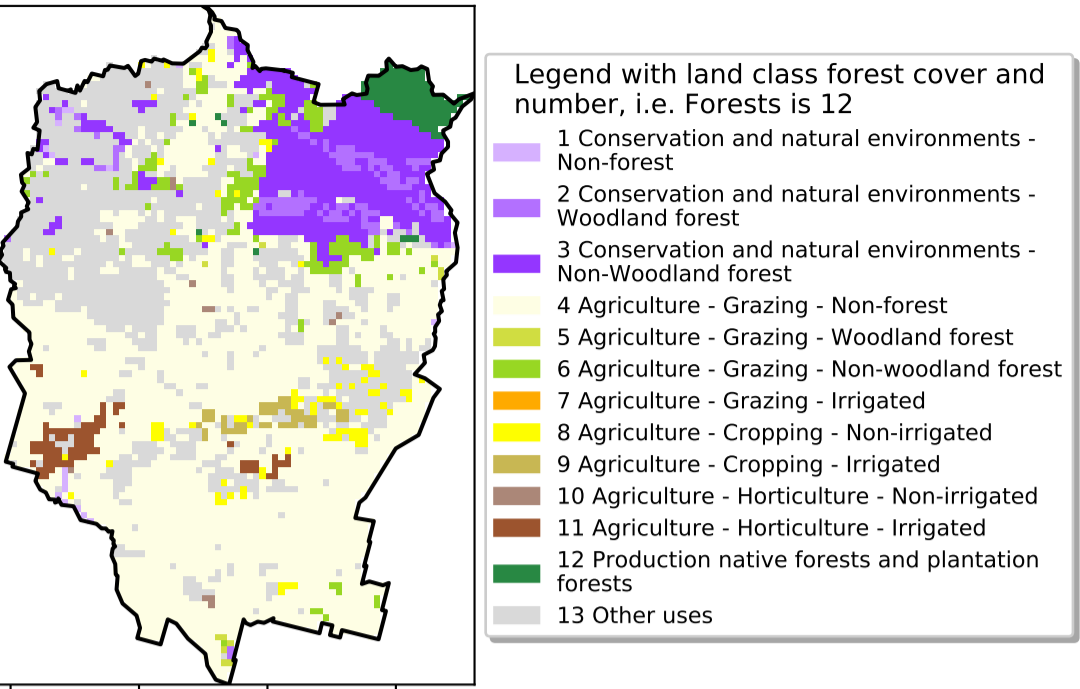 Legend with land class forest cover and
number, i.e. Forests is 12
1 Conservation and natural environments -
Non-forest
2 Conservation and natural environments -
Woodland forest
3 Conservation and natural environments -
Non-Woodland forest
4 Agriculture - Grazing - Non-forest
5 Agriculture - Grazing - Woodland forest
6 Agriculture - Grazing - Non-woodland forest
7 Agriculture - Grazing - Irrigated
8 Agriculture - Cropping - Non-irrigated
9 Agriculture - Cropping - Irrigated
10 Agriculture - Horticulture - Non-irrigated
11 Agriculture - Horticulture - Irrigated
12 Production native forests and plantation
forests
13 Other uses